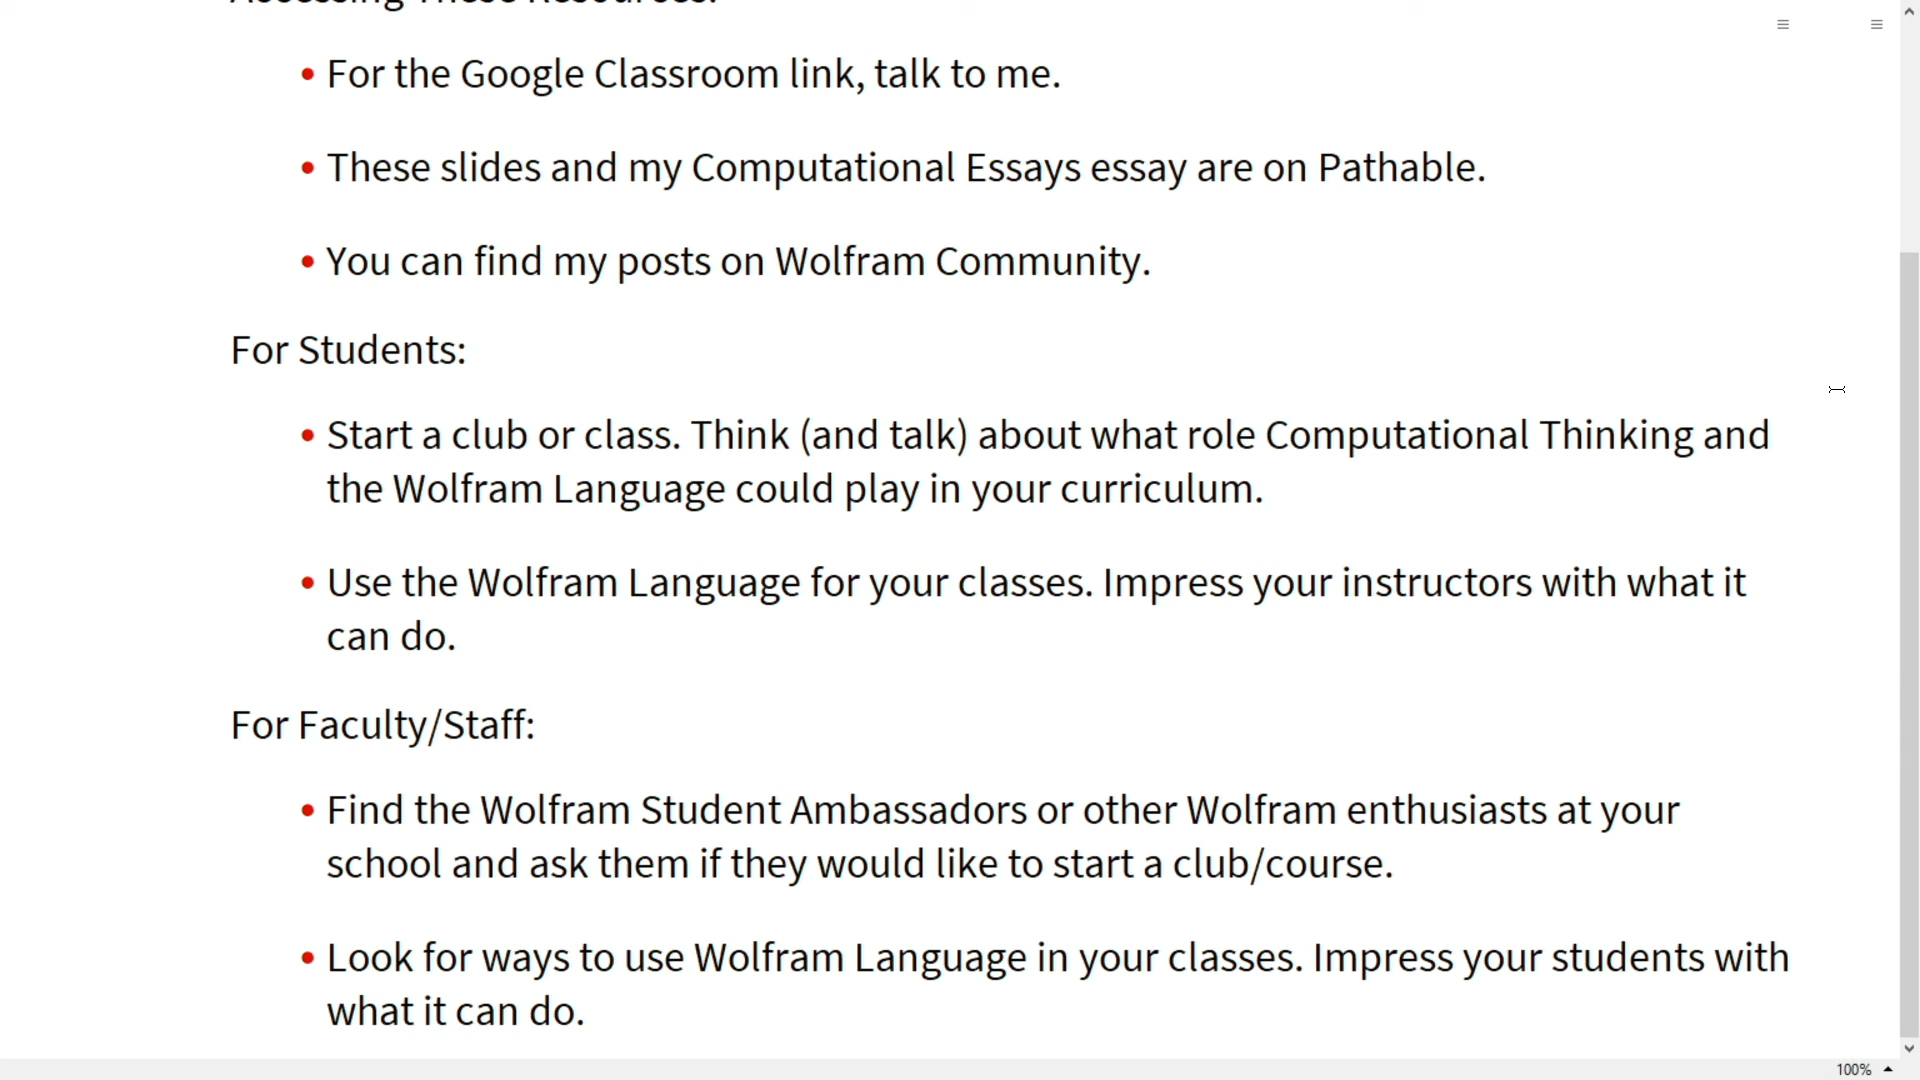 Accessing These Resources:
• For the Google Classroom link, talk to me.
• These slides and my Computational Essays essay are on Pathable.
• You can find my posts on Wolfram Community.
For Students:
• Start a club or class. Think (and talk) about what role Computational Thinking and
the Wolfram Language could play in your curriculum.
• Use the Wolfram Language for your classes. Impress your instructors with what it
can do.
For Faculty/Staff:
• Find the Wolfram Student Ambassadors or other Wolfram enthusiasts at your
school and ask them if they would like to start a club/course.
• Look for ways to use Wolfram Language in your classes. Impress your students with
what it can do.
100%